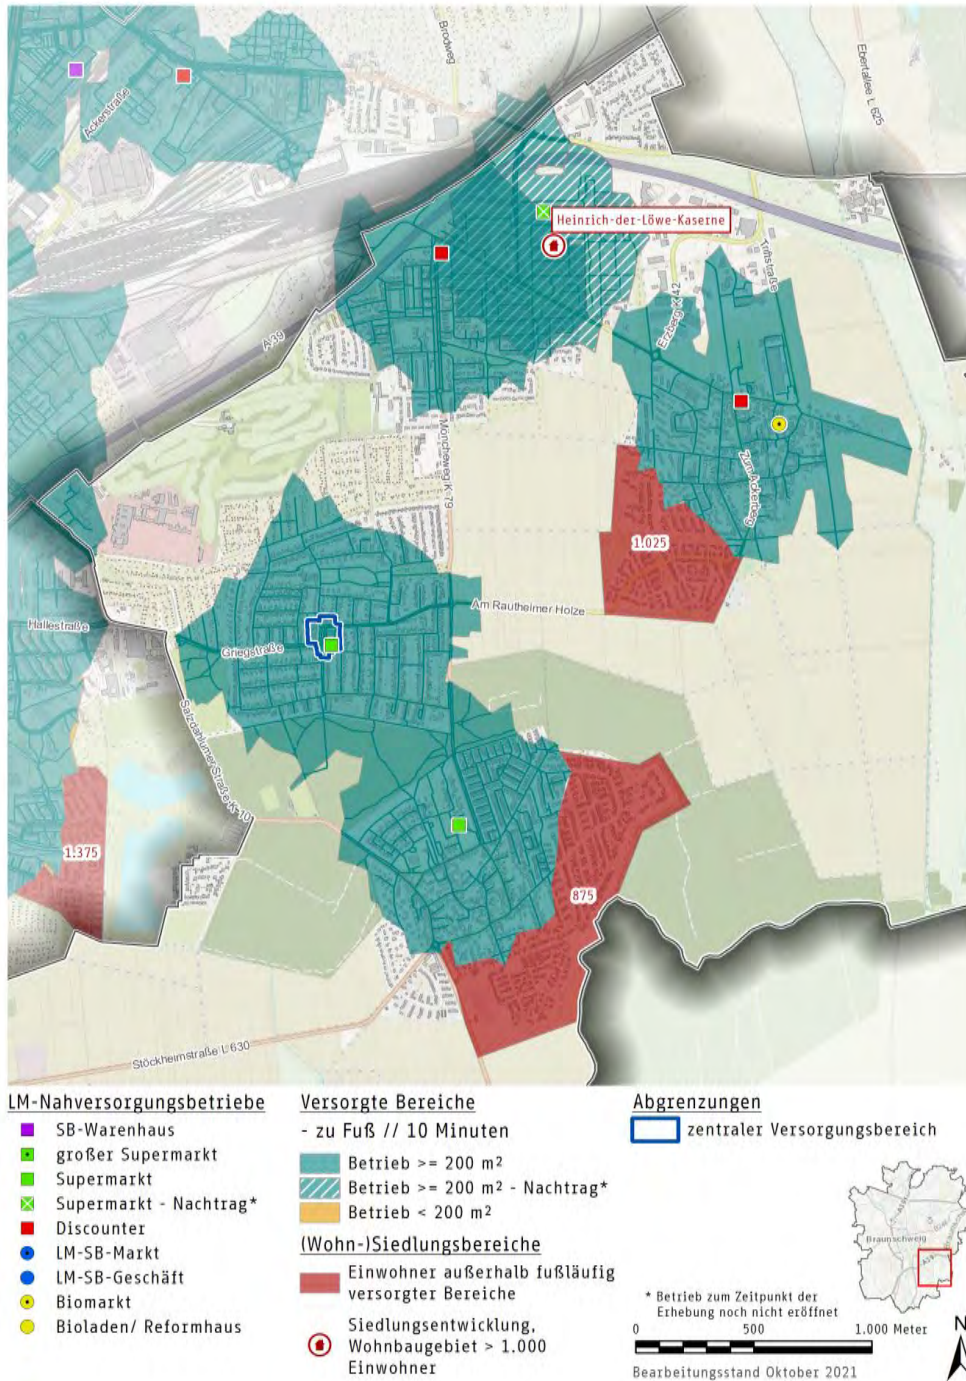 Brodweg
Ebertallee L 625
Ackerstraße
Heinrich-der-Löwe-Kaserne
Triftstraße
Erzberg K 42
A 39
Möncheweg K 79
Zum Ackerberg
1.025
Am Rautheimer Holze
Hallestraße
Griegstraße
Salzdahlumer Straße K 10
1.375
875
Stöckheimstraße L 630
LM-Nahversorgungsbetriebe
SB-Warenhaus
großer Supermarkt
Supermarkt
Supermarkt - Nachtrag*
Discounter
LM-SB-Markt
LM-SB-Geschäft
Biomarkt
Bioladen/ Reformhaus
Versorgte Bereiche
- zu Fuß // 10 Minuten
Betrieb >= 200 m²
Betrieb >= 200 m² - Nachtrag*
Betrieb < 200 m²
(Wohn-)Siedlungsbereiche
Einwohner außerhalb fußläufig
versorgter Bereiche
Siedlungsentwicklung,
Wohnbaugebiet > 1.000
Einwohner
Abgrenzungen
zentraler Versorgungsbereich
Braunschweig
* Betrieb zum Zeitpunkt der
Erhebung noch nicht eröffnet
0 500 1.000 Meter
N
Bearbeitungsstand Oktober 2021